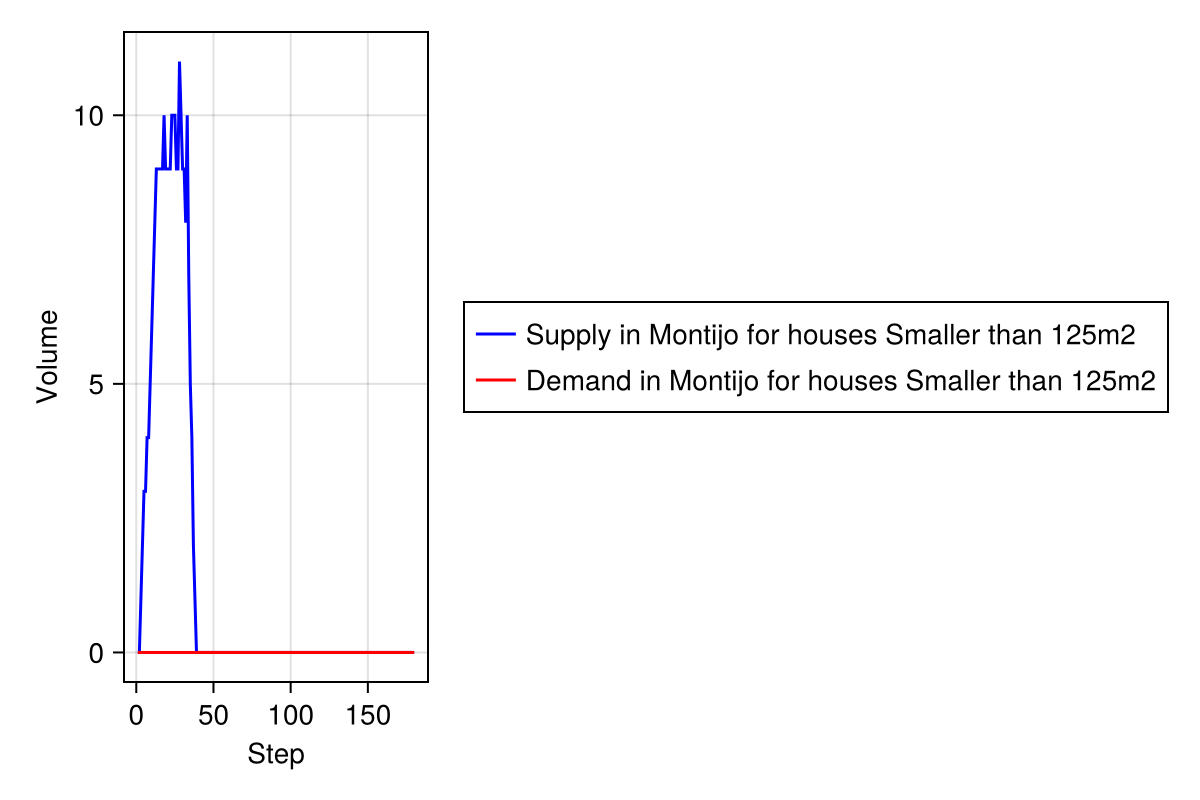 10
5
0
Volume
0 50 100 150
Step
Supply in Montijo for houses Smaller than 125m2
Demand in Montijo for houses Smaller than 125m2